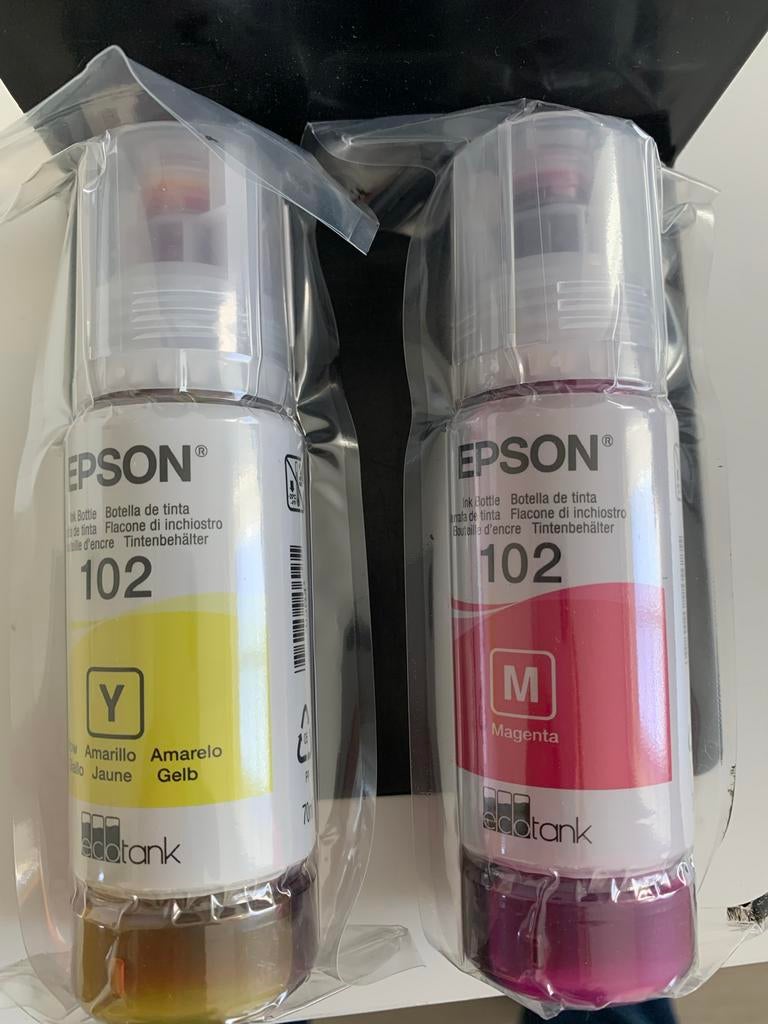 EPSON®
Ink Bottle Botella de tinta
de tinta Flacone di inchiostro
d'encre Tintenbehälter
102
Y
Amarillo Amarelo
Jaune Gelb
ecotank
EPSON®
Ink Bottle Botella de tinta
de tinta Flacone di inchiostro
Bouteille d'encre Tintenbehälter
102
M
Magenta
ecotank